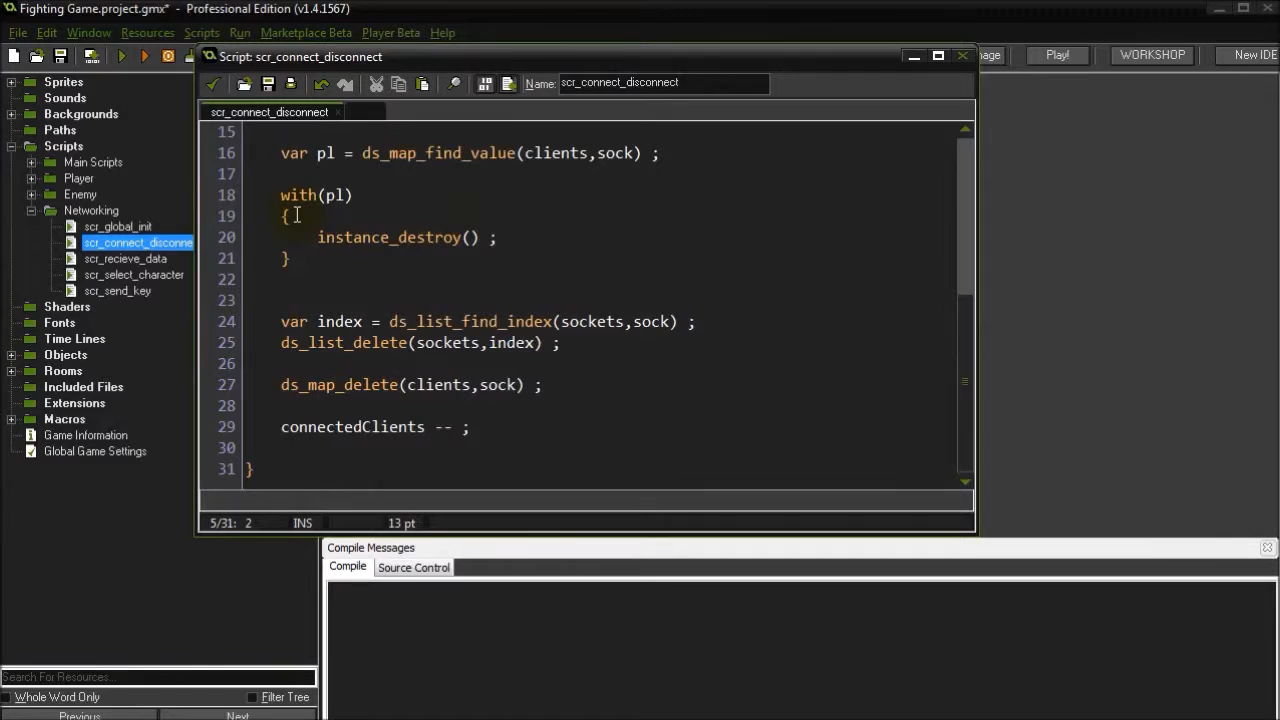 Fighting Game.project.gmx* - Professional Edition (v1.4.1567)
File Edit Window Resources Scripts Run Marketplace Beta Player Beta Help
Play! WORKSHOP New IDE
Script: scr_connect_disconnect
Name: scr_connect_disconnect
scr_connect_disconnect
Sprites
Sounds
Backgrounds
Paths
Scripts
Main Scripts
Player
Enemy
Networking
scr_global_init
scr_connect_disconne
scr_recieve_data
scr_select_character
scr_send_key
Shaders
Fonts
Time Lines
Objects
Rooms
Included Files
Extensions
Macros
Game Information
Global Game Settings
15
16 var pl = ds_map_find_value(clients,sock) ;
17
18 with(pl)
19 {
20 instance_destroy() ;
21 }
22
23
24 var index = ds_list_find_index(sockets,sock) ;
25 ds_list_delete(sockets,index) ;
26
27 ds_map_delete(clients,sock) ;
28
29 connectedClients -- ;
30
31 }
5/31: 2 INS 13 pt
Compile Messages
Compile Source Control
Search For Resources...
Whole Word Only Filter Tree
Previous Next